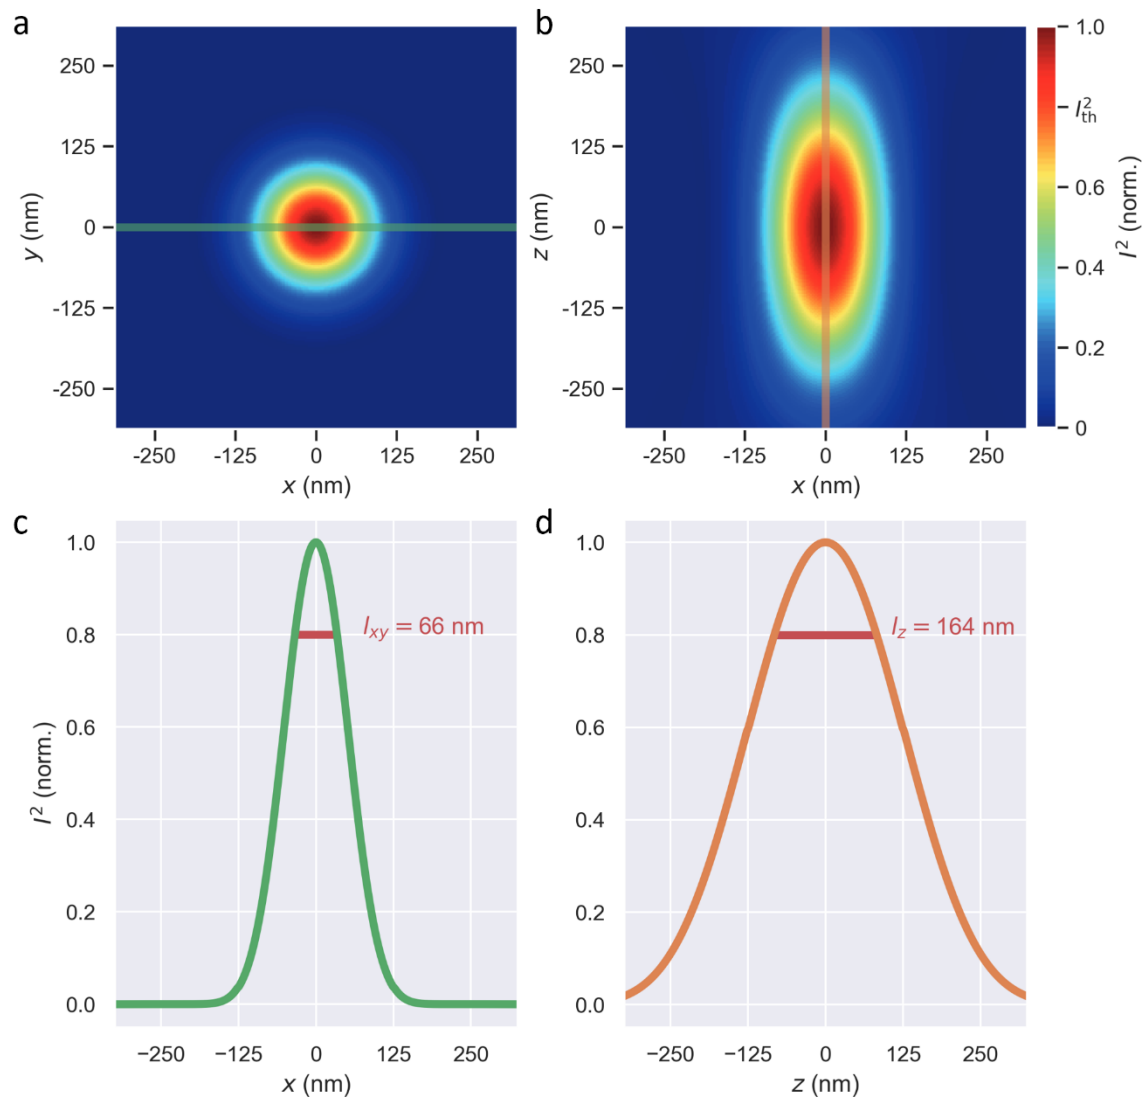 a
250
125
0
-125
-250
y (nm)
-250 -125 0 125 250
x (nm)
b
250
125
0
-125
-250
z (nm)
-250 -125 0 125 250
x (nm)
1.0
I²th
0.6
0.4
0.2
0
I² (norm.)
c
1.0
0.8
0.6
0.4
0.2
0.0
I² (norm.)
lxy = 66 nm
−250 −125 0 125 250
x (nm)
d
1.0
0.8
0.6
0.4
0.2
0.0
lz = 164 nm
−250 −125 0 125 250
z (nm)